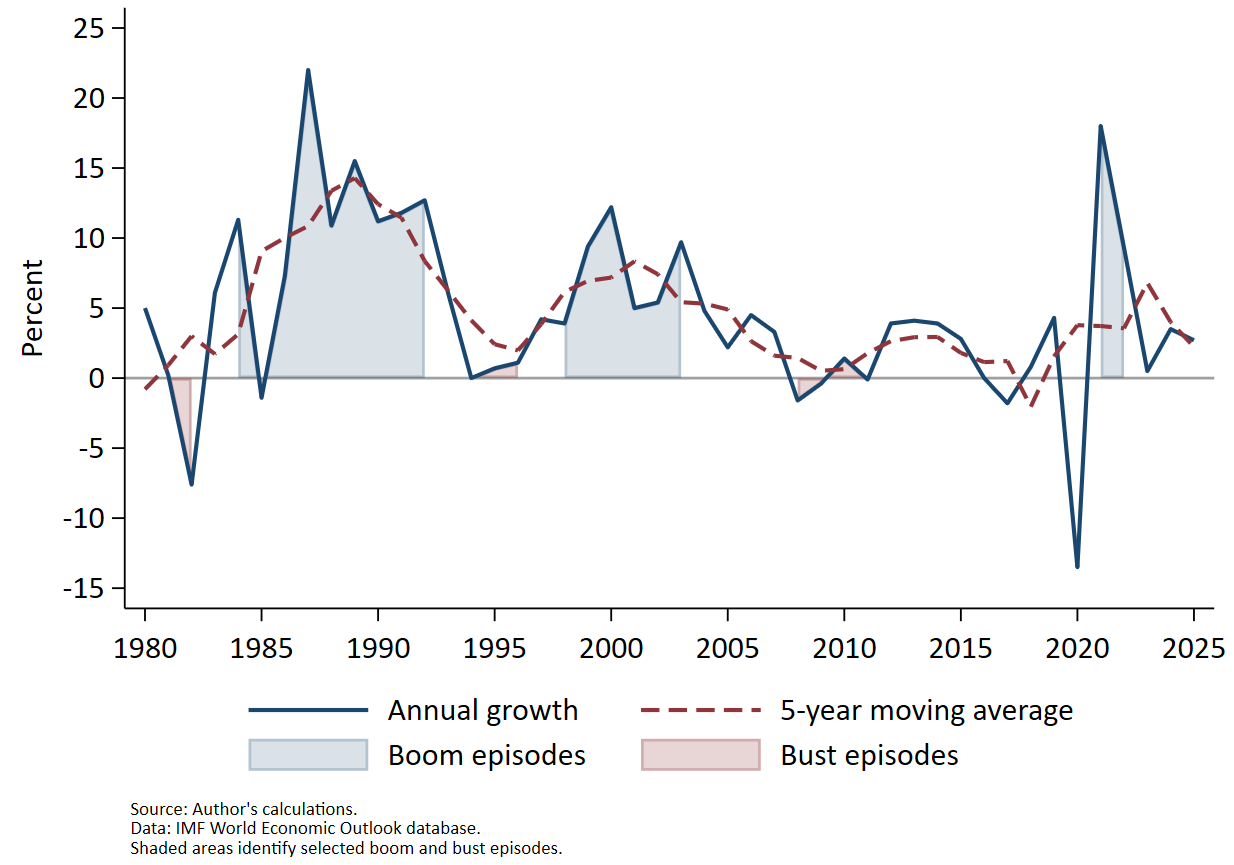 Percent
25
20
15
10
5
0
-5
-10
-15
1980 1985 1990 1995 2000 2005 2010 2015 2020 2025
Annual growth 5-year moving average
Boom episodes Bust episodes
Source: Author's calculations.
Data: IMF World Economic Outlook database.
Shaded areas identify selected boom and bust episodes.